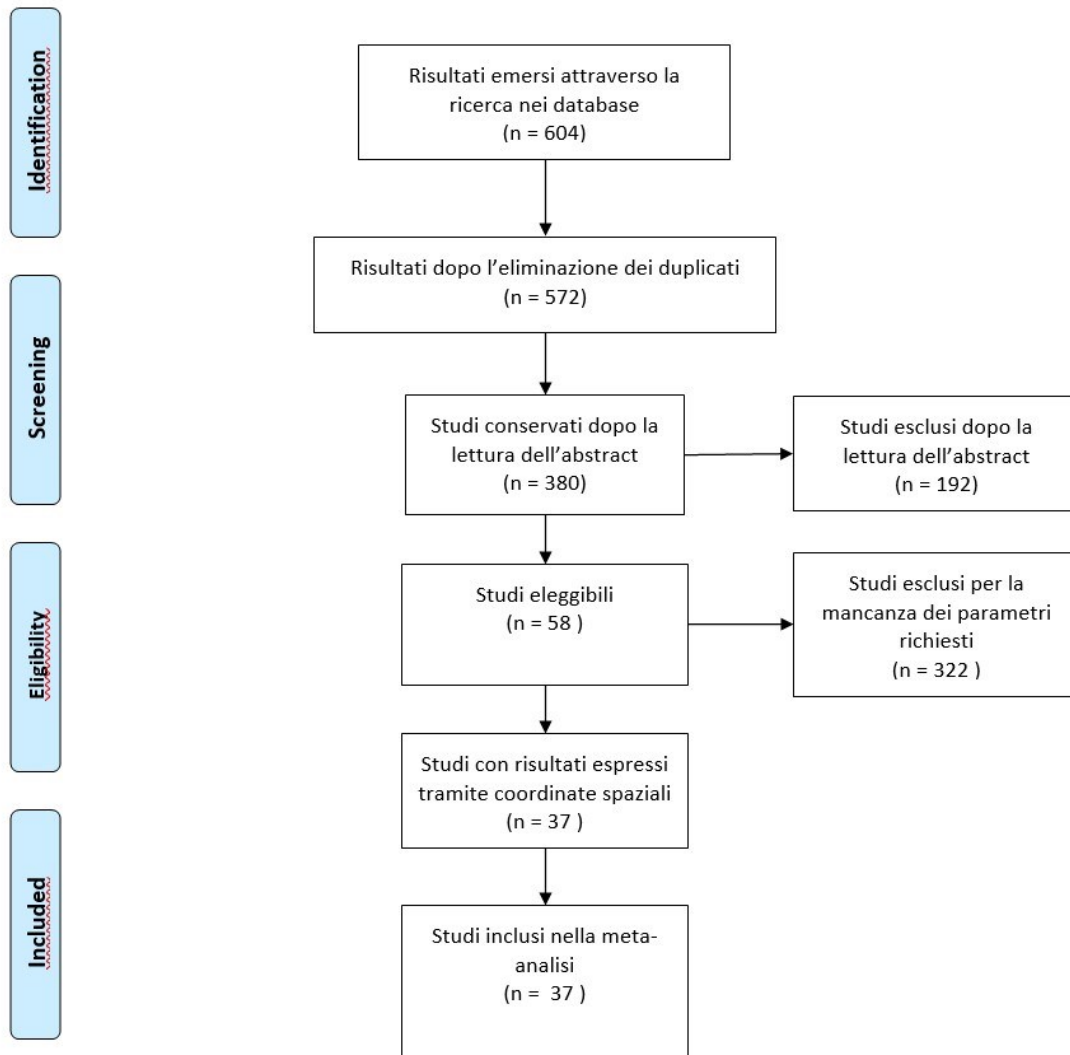 Identification
Risultati emersi attraverso la
ricerca nei database
(n = 604)
Risultati dopo l’eliminazione dei duplicati
(n = 572)
Screening
Studi conservati dopo la
lettura dell’abstract
(n = 380)
Studi esclusi dopo la
lettura dell’abstract
(n = 192)
Eligibility
Studi eleggibili
(n = 58 )
Studi esclusi per la
mancanza dei parametri
richiesti
(n = 322 )
Studi con risultati espressi
tramite coordinate spaziali
(n = 37 )
Included
Studi inclusi nella meta-
analisi
(n =  37 )